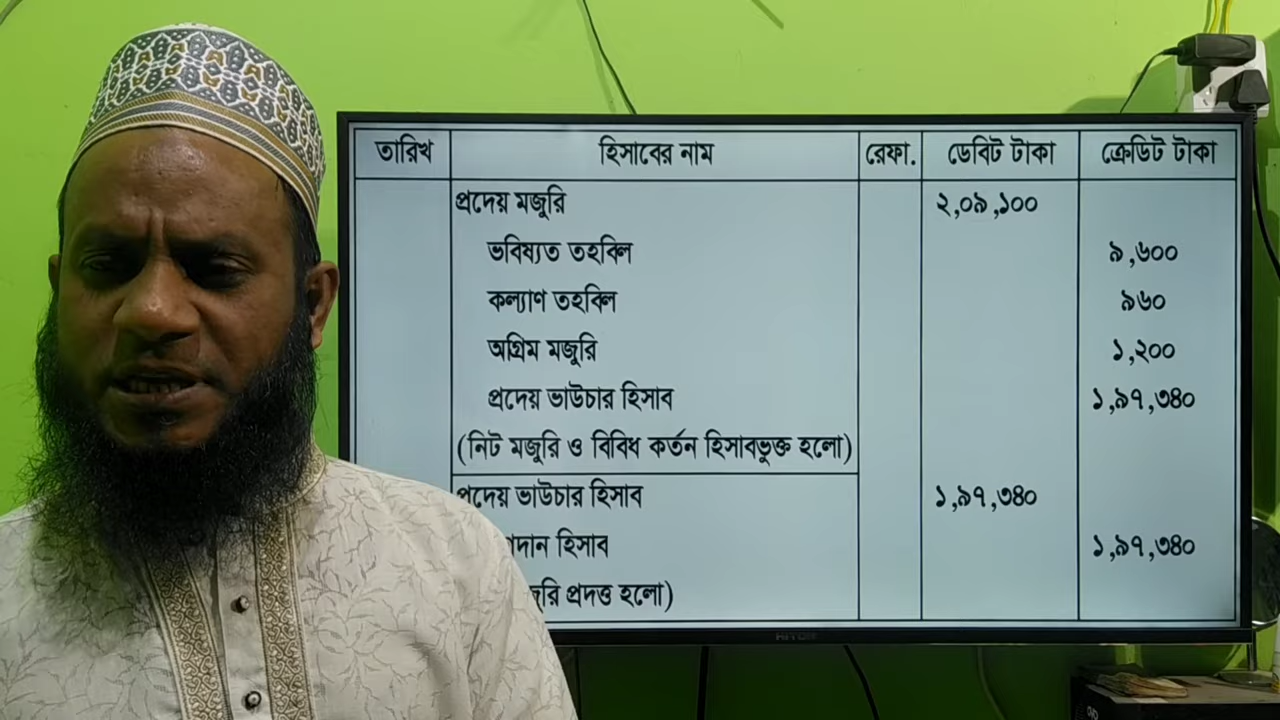 তারিখ হিসাবের নাম রেফা. ডেবিট টাকা ক্রেডিট টাকা
প্রদেয় মজুরি ২,০৯,১০০
ভবিষ্যত তহবিল ৯,৬০০
কল্যাণ তহবিল ৯৬০
অগ্রিম মজুরি ১,২০০
প্রদেয় ভাউচার হিসাব ১,৯৭,৩৪০
(নিট মজুরি ও বিবিধ কর্তন হিসাবভুক্ত হলো)
প্রদেয় ভাউচার হিসাব ১,৯৭,৩৪০
হিসাব ১,৯৭,৩৪০
প্রদত্ত হলো)